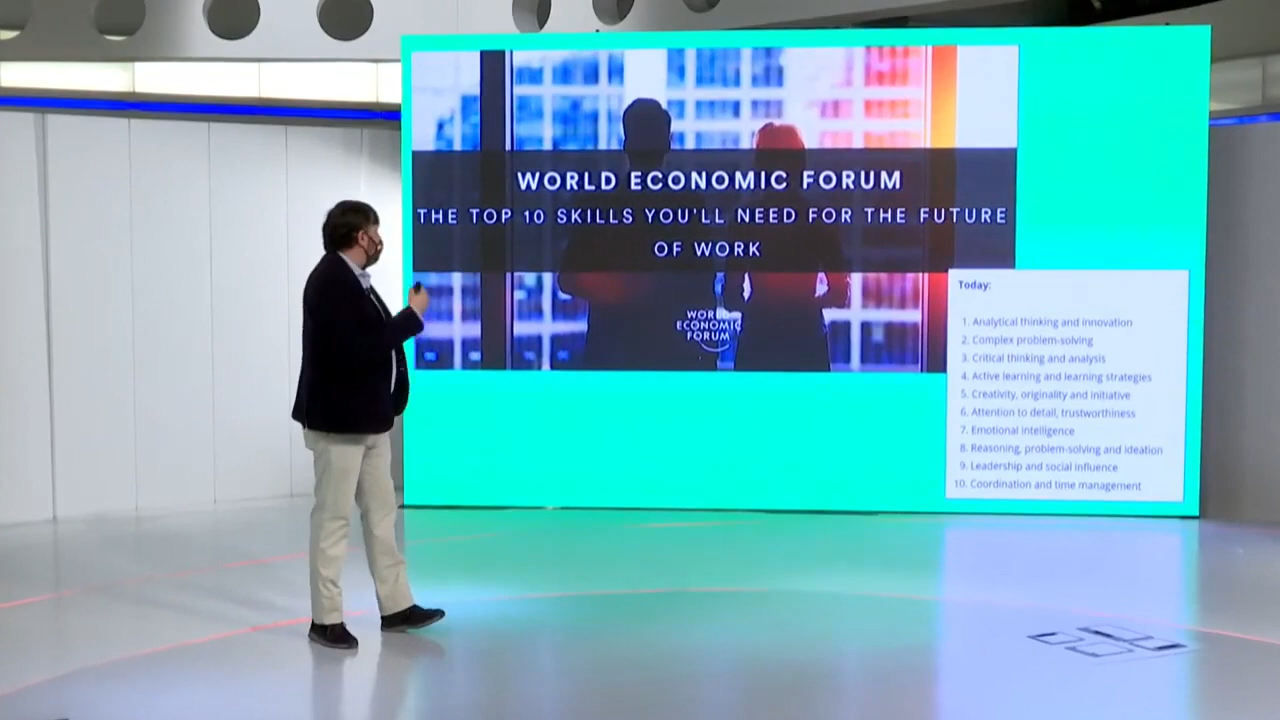 WORLD ECONOMIC FORUM
THE TOP 10 SKILLS YOU'LL NEED FOR THE FUTURE
OF WORK
WORLD
ECONOMIC
FORUM
Today:
1. Analytical thinking and innovation
2. Complex problem-solving
3. Critical thinking and analysis
4. Active learning and learning strategies
5. Creativity, originality and initiative
6. Attention to detail, trustworthiness
7. Emotional intelligence
8. Reasoning, problem-solving and ideation
9. Leadership and social influence
10. Coordination and time management